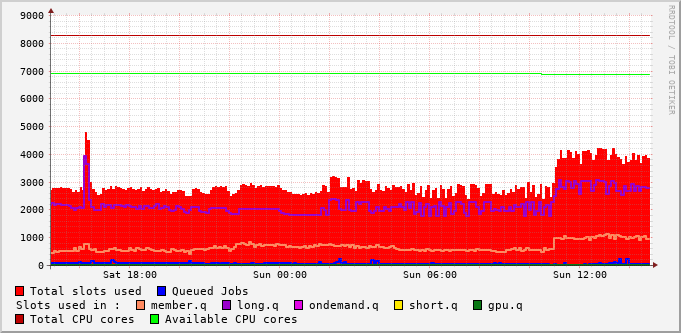 9000
8000
7000
6000
5000
4000
3000
2000
1000
0
Sat 18:00 Sun 00:00 Sun 06:00 Sun 12:00
RRDTOOL / TOBI OETIKER
Total slots used Queued Jobs
Slots used in : member.q long.q ondemand.q short.q gpu.q
Total CPU cores Available CPU cores